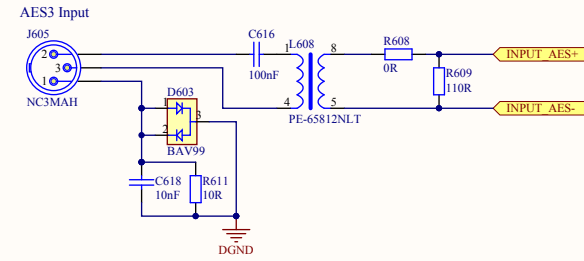 AES3 Input
J605
2
3
1
NC3MAH
C616
100nF
1
L608
8
4
5
PE-65812NLT
R608
0R
R609
110R
INPUT_AES+
INPUT_AES-
D603
1
2
3
BAV99
C618
10nF
R611
10R
DGND